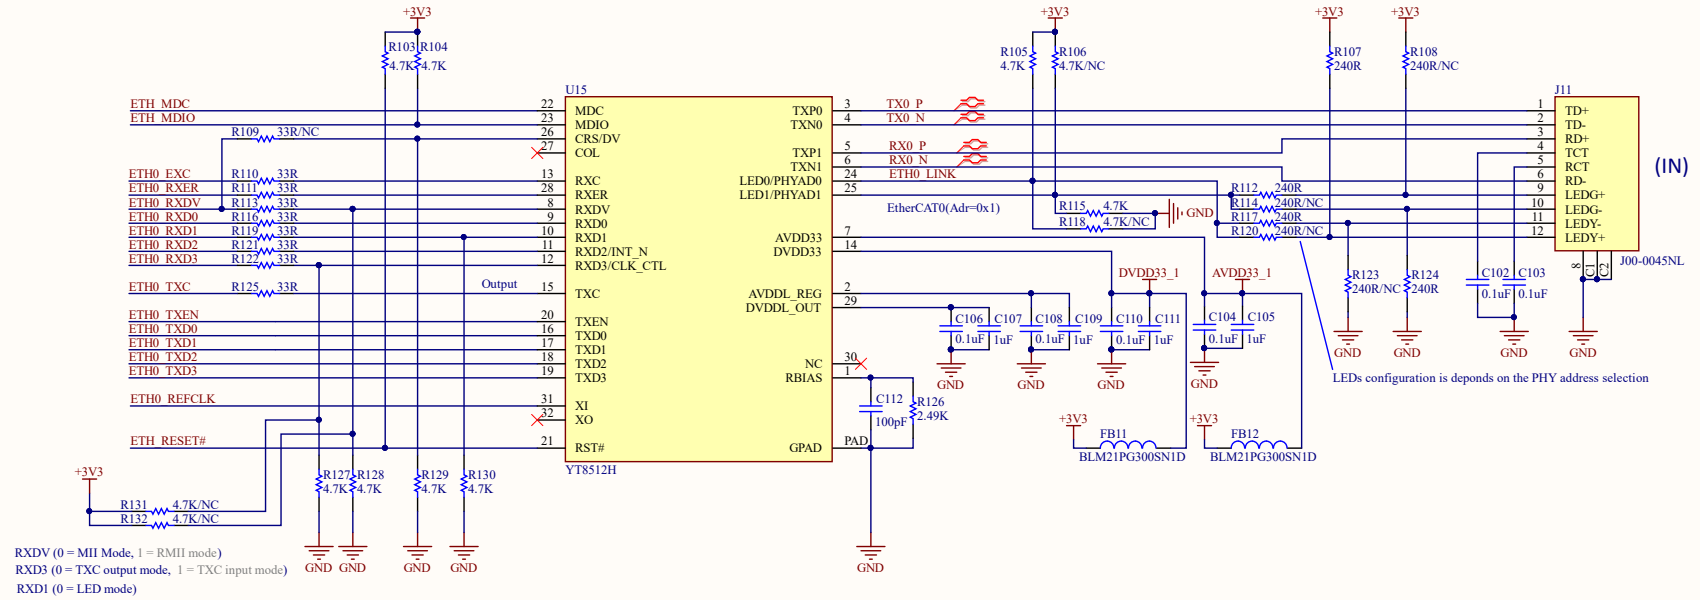 +3V3 +3V3 +3V3 +3V3
R103 R104 R105 R106 R107 R108
4.7K 4.7K 4.7K 4.7K/NC 240R 240R/NC
U15 J11
ETH_MDC 22 MDC TXP0 3 TX0_P 1 TD+
ETH_MDIO 23 MDIO TXN0 4 TX0_N 2 TD-
R109 33R/NC 26 CRS/DV 3 RD+
27 COL TXP1 5 RX0_P 4 TCT
TXN1 6 RX0_N 5 RCT
(IN)
ETH0_EXC R110 33R 13 RXC LED0/PHYAD0 24 ETH0_LINK 6 RD-
ETH0_RXER R111 33R 28 RXER LED1/PHYAD1 25 R112 240R 9 LEDG+
ETH0_RXDV R113 33R 8 RXDV EtherCAT0(Adr=0x1) R115 4.7K GND R114 240R/NC 10 LEDG-
ETH0_RXD0 R116 33R 9 RXD0 R118 4.7K/NC R117 240R 11 LEDY-
ETH0_RXD1 R119 33R 10 RXD1 AVDD33 7 R120 240R/NC 12 LEDY+
ETH0_RXD2 R121 33R 11 RXD2/INT_N DVDD33 14
ETH0_RXD3 R122 33R 12 RXD3/CLK_CTL 8 C1 C2 J00-0045NL
DVDD33_1 AVDD33_1 R123 R124 C102 C103
Output 240R/NC 240R 0.1uF 0.1uF
ETH0_TXC R125 33R 15 TXC AVDDL_REG 2
DVDDL_OUT 29
ETH0_TXEN 20 TXEN C106 C107 C108 C109 C110 C111 C104 C105
ETH0_TXD0 16 TXD0 0.1uF 1uF 0.1uF 1uF 0.1uF 1uF 0.1uF 1uF
ETH0_TXD1 17 TXD1 GND GND GND GND
ETH0_TXD2 18 TXD2 NC 30
ETH0_TXD3 19 TXD3 RBIAS 1 GND GND GND GND
LEDs configuration is deponds on the PHY address selection
ETH0_REFCLK 31 XI C112 R126
32 XO 100pF 2.49K +3V3 +3V3
FB11 FB12
ETH_RESET# 21 RST# GPAD PAD
BLM21PG300SN1D BLM21PG300SN1D
YT8512H
+3V3 R127 R128 R129 R130
4.7K 4.7K 4.7K 4.7K
R131 4.7K/NC
R132 4.7K/NC
GND GND GND GND GND
RXDV (0 = MII Mode, 1 = RMII mode)
RXD3 (0 = TXC output mode, 1 = TXC input mode)
RXD1 (0 = LED mode)